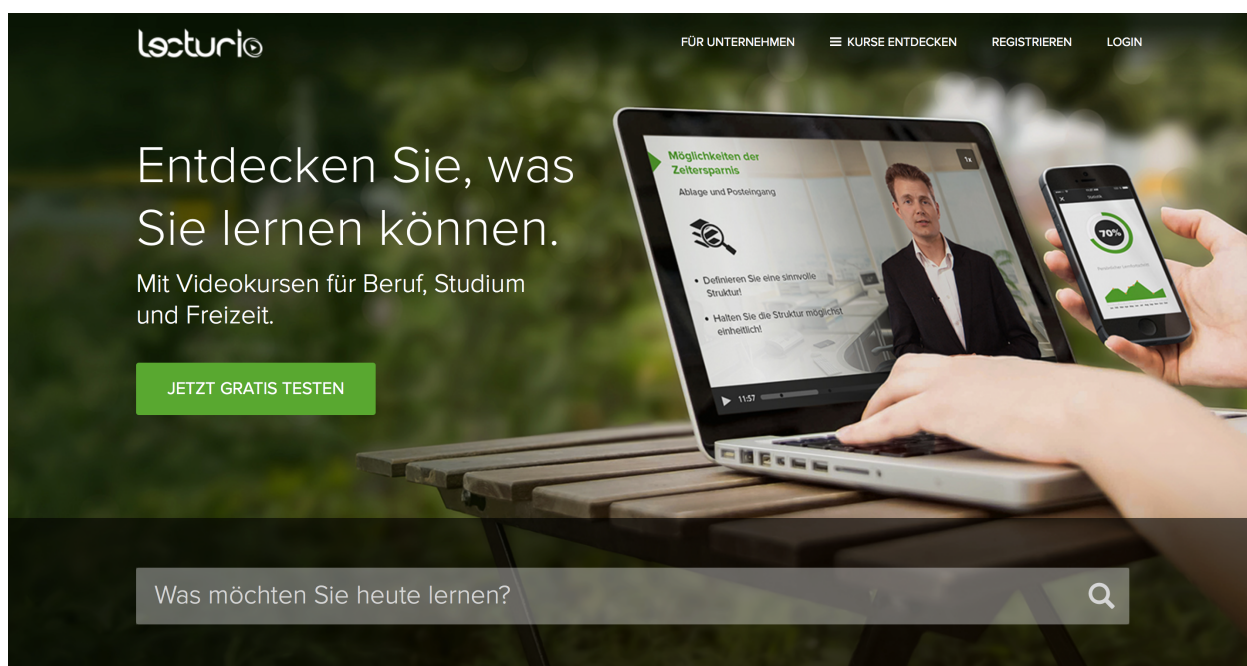 lecturio
FÜR UNTERNEHMEN
KURSE ENTDECKEN
REGISTRIEREN
LOGIN
Entdecken Sie, was
Sie lernen können.
Mit Videokursen für Beruf, Studium
und Freizeit.
JETZT GRATIS TESTEN
Möglichkeiten der
Zeitersparnis
1x
Ablage und Posteingang
• Definieren Sie eine sinnvolle
Struktur!
• Halten Sie die Struktur möglichst
einheitlich!
11:57
Statistik
70%
Was möchten Sie heute lernen?